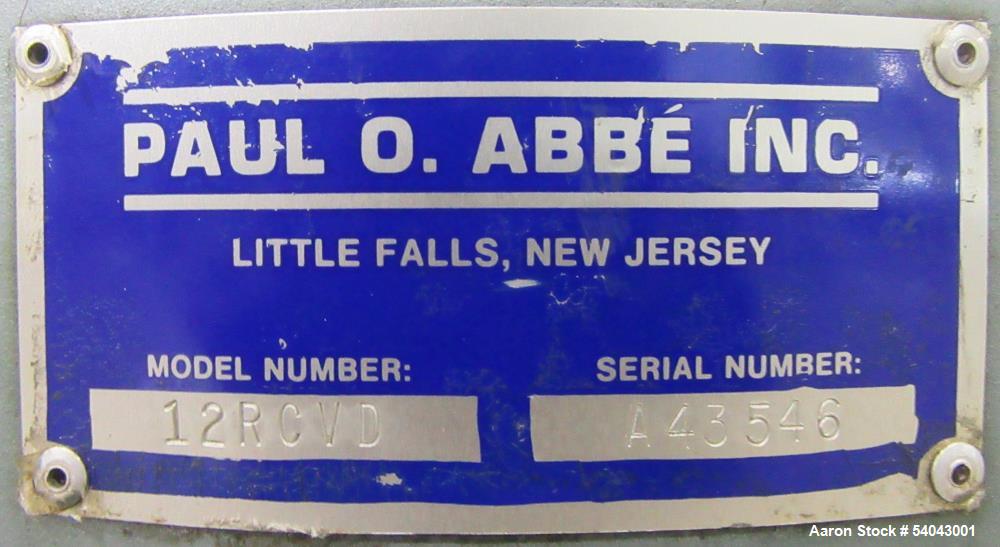 PAUL O. ABBÉ INC.
LITTLE FALLS, NEW JERSEY
MODEL NUMBER: SERIAL NUMBER:
12RCVD A43546
Aaron Stock # 54043001